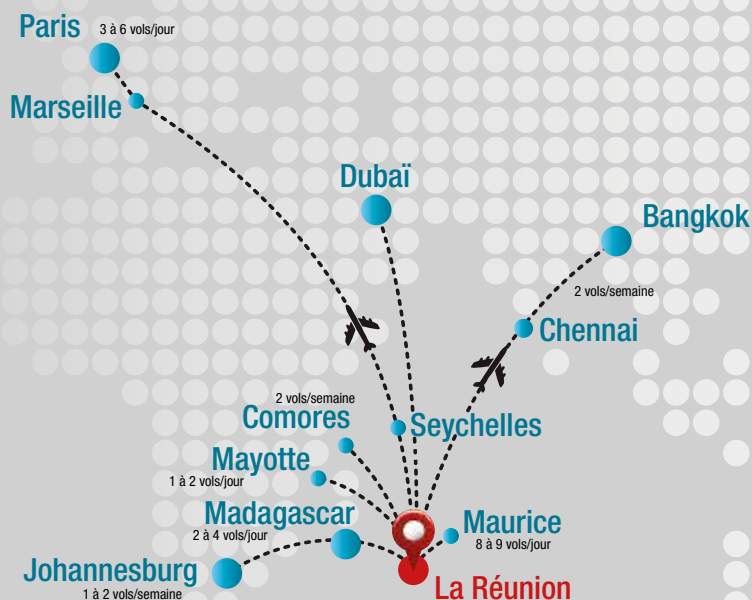 Paris 3 à 6 vols/jour
Marseille
Dubaï
Bangkok
2 vols/semaine
Chennai
2 vols/semaine
Comores
Seychelles
Mayotte
1 à 2 vols/jour
Madagascar
2 à 4 vols/jour
Maurice
8 à 9 vols/jour
Johannesburg
1 à 2 vols/semaine
La Réunion